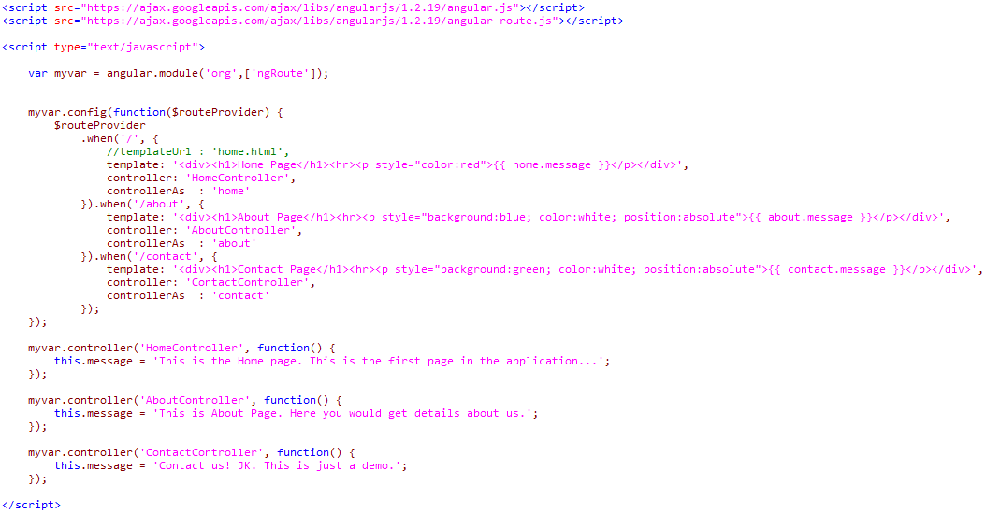 <script src="https://ajax.googleapis.com/ajax/libs/angularjs/1.2.19/angular.js"></script>
<script src="https://ajax.googleapis.com/ajax/libs/angularjs/1.2.19/angular-route.js"></script>

<script type="text/javascript">

    var myvar = angular.module('org',['ngRoute']);


    myvar.config(function($routeProvider) {
        $routeProvider
            .when('/', {
                //templateUrl : 'home.html',
                template: '<div><h1>Home Page</h1><hr><p style="color:red">{{ home.message }}</p></div>',
                controller: 'HomeController',
                controllerAs  : 'home'
            }).when('/about', {
                template: '<div><h1>About Page</h1><hr><p style="background:blue; color:white; position:absolute">{{ about.message }}</p></div>',
                controller: 'AboutController',
                controllerAs  : 'about'
            }).when('/contact', {
                template: '<div><h1>Contact Page</h1><hr><p style="background:green; color:white; position:absolute">{{ contact.message }}</p></div>',
                controller: 'ContactController',
                controllerAs  : 'contact'
            });
    });

    myvar.controller('HomeController', function() {
        this.message = 'This is the Home page. This is the first page in the application...';
    });

    myvar.controller('AboutController', function() {
        this.message = 'This is About Page. Here you would get details about us.';
    });

    myvar.controller('ContactController', function() {
        this.message = 'Contact us! JK. This is just a demo.';
    });

</script>